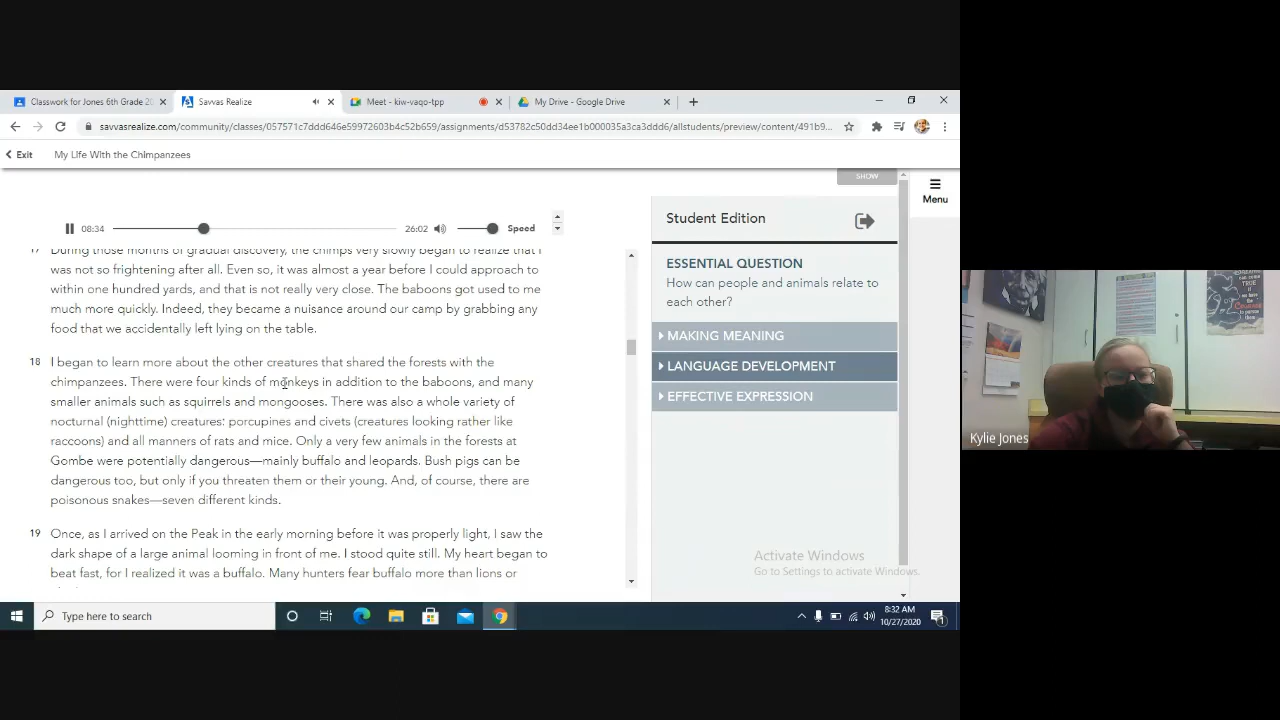 Classwork for Jones 6th Grade 20
Savvas Realize
Meet - kiw-vaqo-tpp
My Drive - Google Drive
savvasrealize.com/community/classes/057571c7ddd646e59972603b4c52b659/assignments/d53782c50dd34ee1b000035a3ca3ddd6/allstudents/preview/content/491b9...
Exit
My Life With the Chimpanzees
SHOW
Menu
08:34
26:02
Speed
17 During those months of gradual discovery, the chimps very slowly began to realize that I
was not so frightening after all. Even so, it was almost a year before I could approach to
within one hundred yards, and that is not really very close. The baboons got used to me
much more quickly. Indeed, they became a nuisance around our camp by grabbing any
food that we accidentally left lying on the table.
18 I began to learn more about the other creatures that shared the forests with the
chimpanzees. There were four kinds of monkeys in addition to the baboons, and many
smaller animals such as squirrels and mongooses. There was also a whole variety of
nocturnal (nighttime) creatures: porcupines and civets (creatures looking rather like
raccoons) and all manners of rats and mice. Only a very few animals in the forests at
Gombe were potentially dangerous—mainly buffalo and leopards. Bush pigs can be
dangerous too, but only if you threaten them or their young. And, of course, there are
poisonous snakes—seven different kinds.
19 Once, as I arrived on the Peak in the early morning before it was properly light, I saw the
dark shape of a large animal looming in front of me. I stood quite still. My heart began to
beat fast, for I realized it was a buffalo. Many hunters fear buffalo more than lions or
Student Edition
ESSENTIAL QUESTION
How can people and animals relate to
each other?
MAKING MEANING
LANGUAGE DEVELOPMENT
EFFECTIVE EXPRESSION
Activate Windows
Go to Settings to activate Windows.
Kylie Jones
Type here to search
8:32 AM
10/27/2020
1